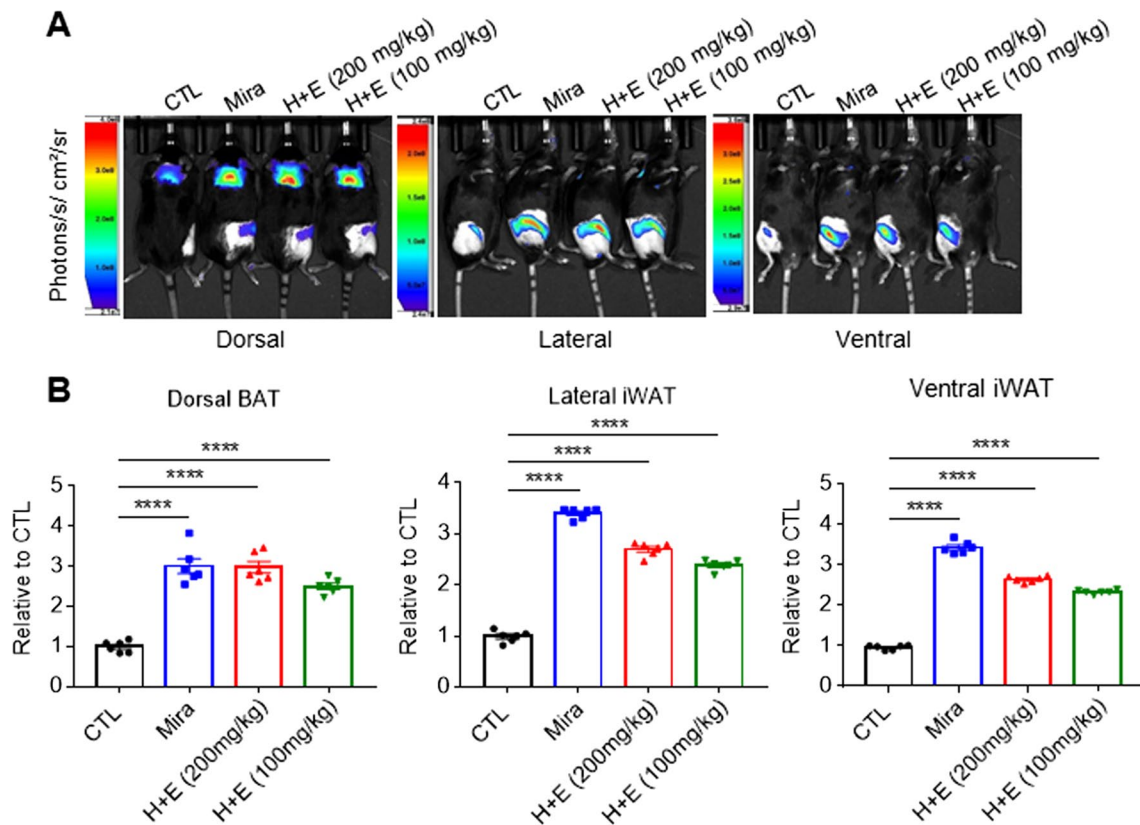 A
CTL
Mira
H+E (200 mg/kg)
H+E (100 mg/kg)
CTL
Mira
H+E (200 mg/kg)
H+E (100 mg/kg)
CTL
Mira
H+E (200 mg/kg)
H+E (100 mg/kg)
Photons/s/ cm²/sr
Dorsal
Lateral
Ventral
B
Dorsal BAT
Lateral iWAT
Ventral iWAT
****
****
****
****
****
****
****
****
****
Relative to CTL
5
4
3
2
1
0
CTL
Mira
H+E (200mg/kg)
H+E (100mg/kg)
Relative to CTL
4
3
2
1
0
CTL
Mira
H+E (200mg/kg)
H+E (100mg/kg)
Relative to CTL
5
4
3
2
1
0
CTL
Mira
H+E (200mg/kg)
H+E (100mg/kg)